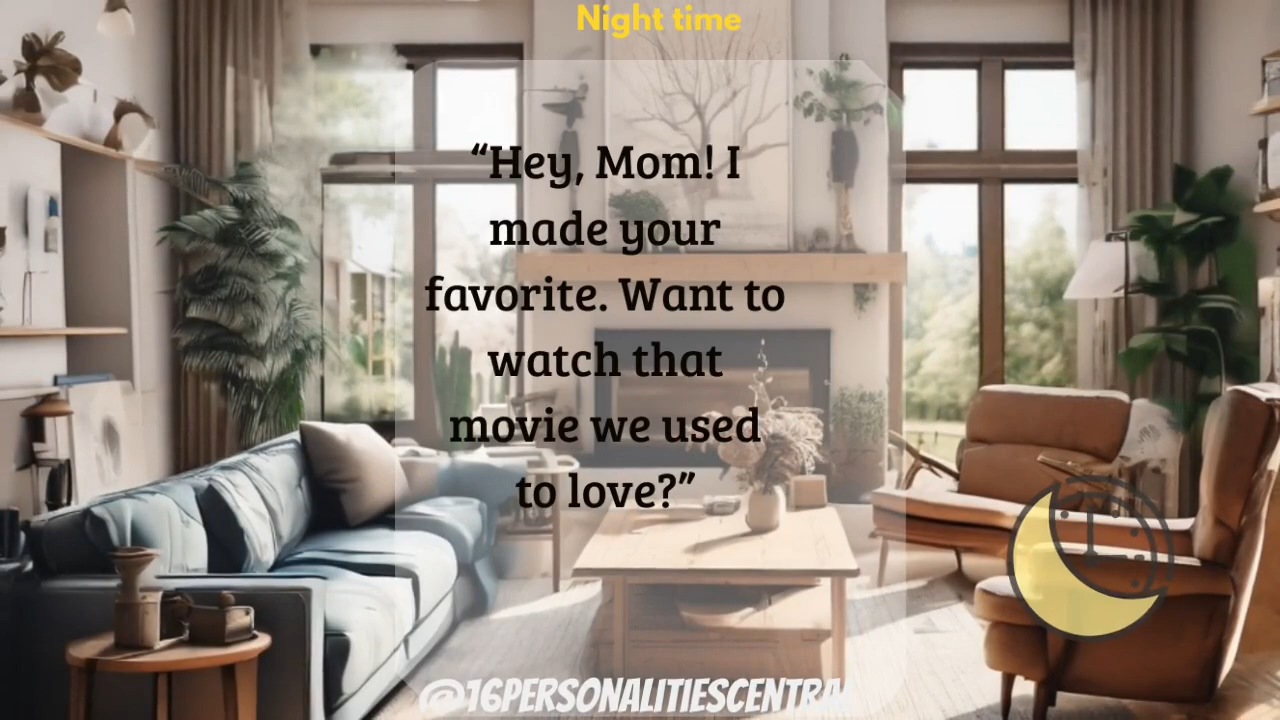 Night time
“Hey, Mom! I
made your
favorite. Want to
watch that
movie we used
to love?”
@16PERSONALITIESCENTRAL